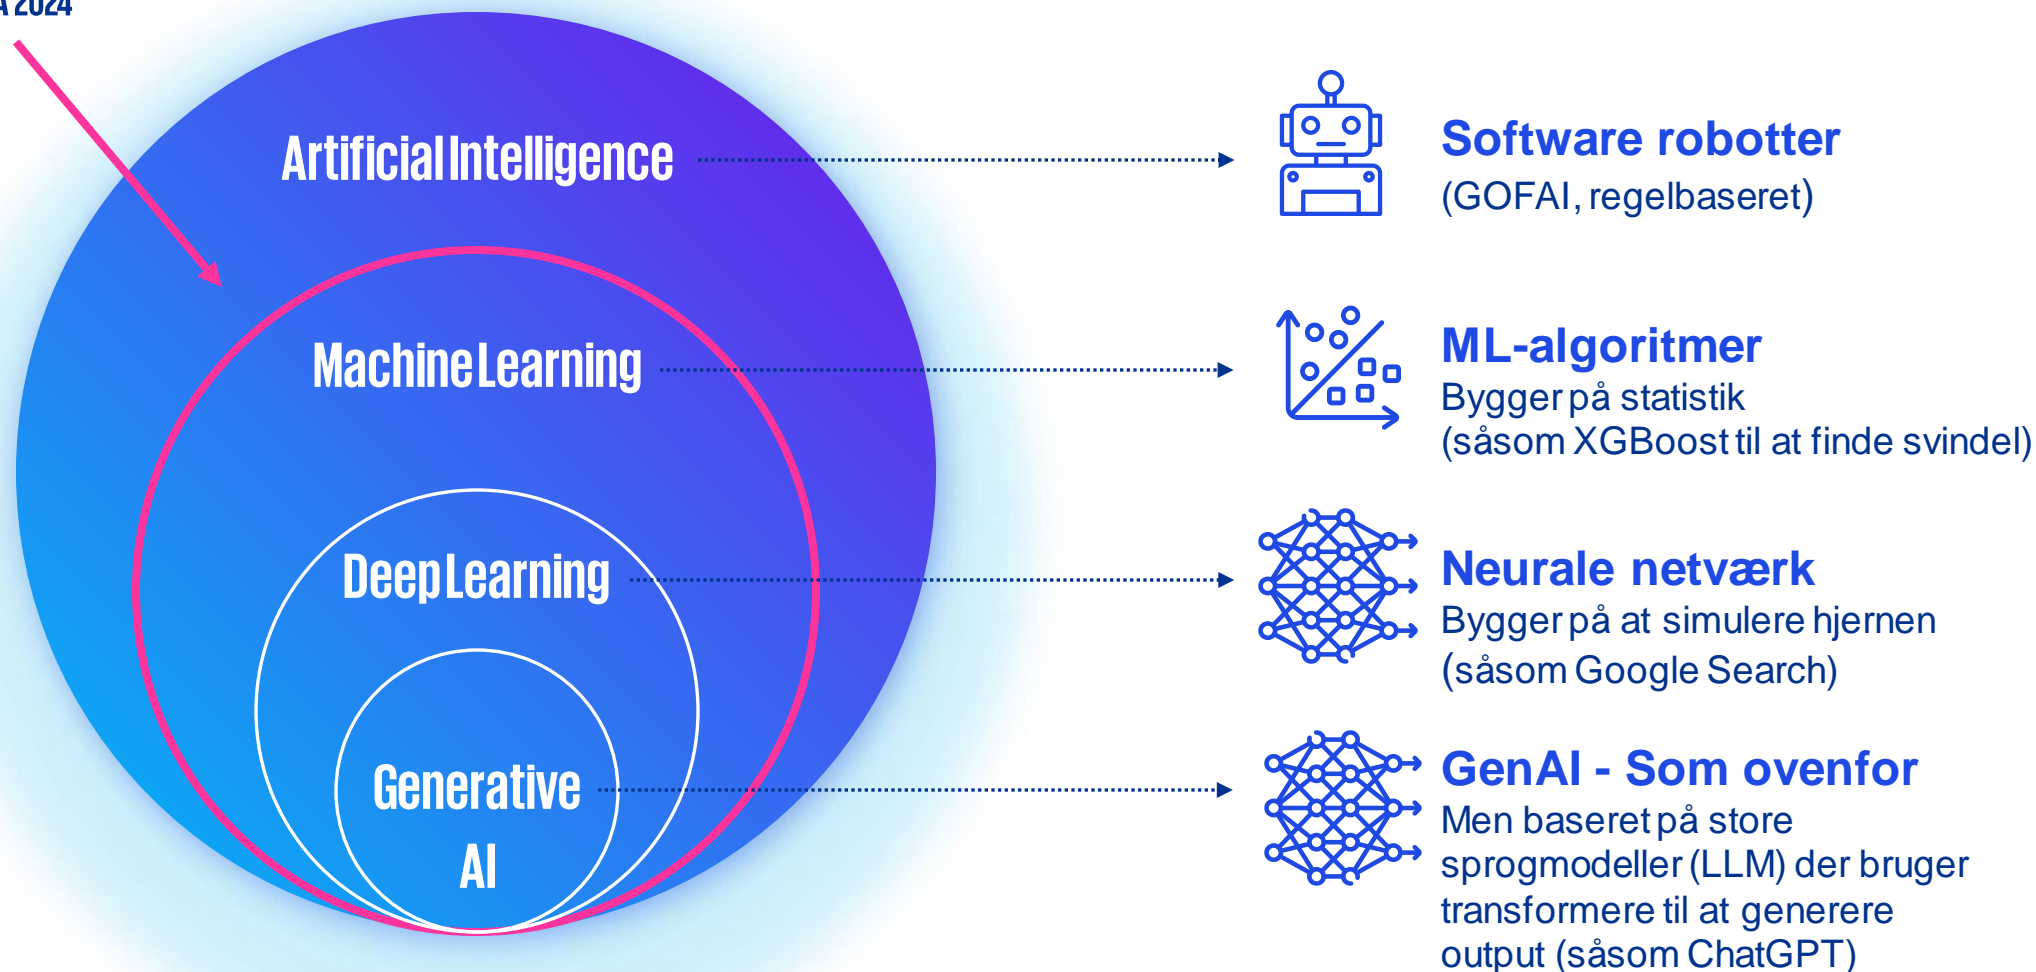 A 2024
Artificial Intelligence
Software robotter
(GOFAI, regelbaseret)
Machine Learning
ML-algoritmer
Bygger på statistik
(såsom XGBoost til at finde svindel)
Deep Learning
Neurale netværk
Bygger på at simulere hjernen
(såsom Google Search)
Generative
AI
GenAI - Som ovenfor
Men baseret på store
sprogmodeller (LLM) der bruger
transformere til at generere
output (såsom ChatGPT)